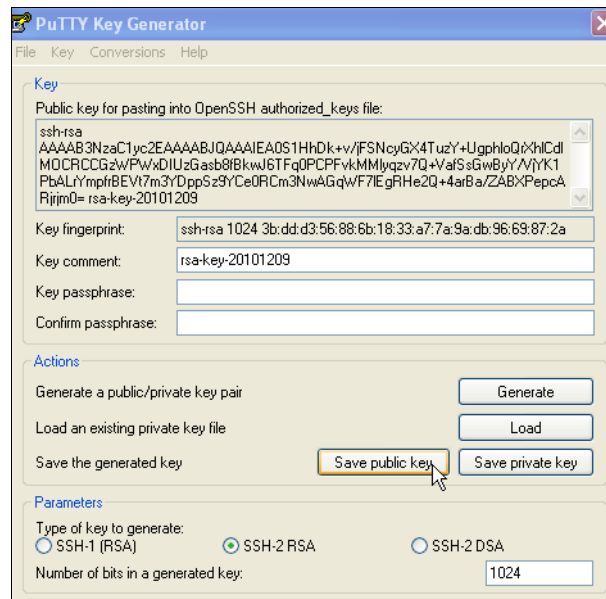 PuTTY Key Generator
File Key Conversions Help
Key
Public key for pasting into OpenSSH authorized_keys file:
ssh-rsa
AAAAB3NzaC1yc2EAAAABJQAAAIEA0S1HhDk+v/jFSNcyGX4TuzY+UgphloQrXhlCdl
MOCRCCGzWPWxDIUzGasb8fBkwJ6TFq0PCPFvkMMlyqzv7Q+VafSsGwByY/VjYK1
PbALrYmpfrBEVt7m3YDppSz9YCe0RCm3NwAGqWF7lEgRHe2Q+4arBa/ZABXPepcA
Rjrjm0= rsa-key-20101209
Key fingerprint: ssh-rsa 1024 3b:dd:d3:56:88:6b:18:33:a7:7a:9a:db:96:69:87:2a
Key comment: rsa-key-20101209
Key passphrase:
Confirm passphrase:
Actions
Generate a public/private key pair Generate
Load an existing private key file Load
Save the generated key Save public key Save private key
Parameters
Type of key to generate:
SSH-1 (RSA) SSH-2 RSA SSH-2 DSA
Number of bits in a generated key: 1024